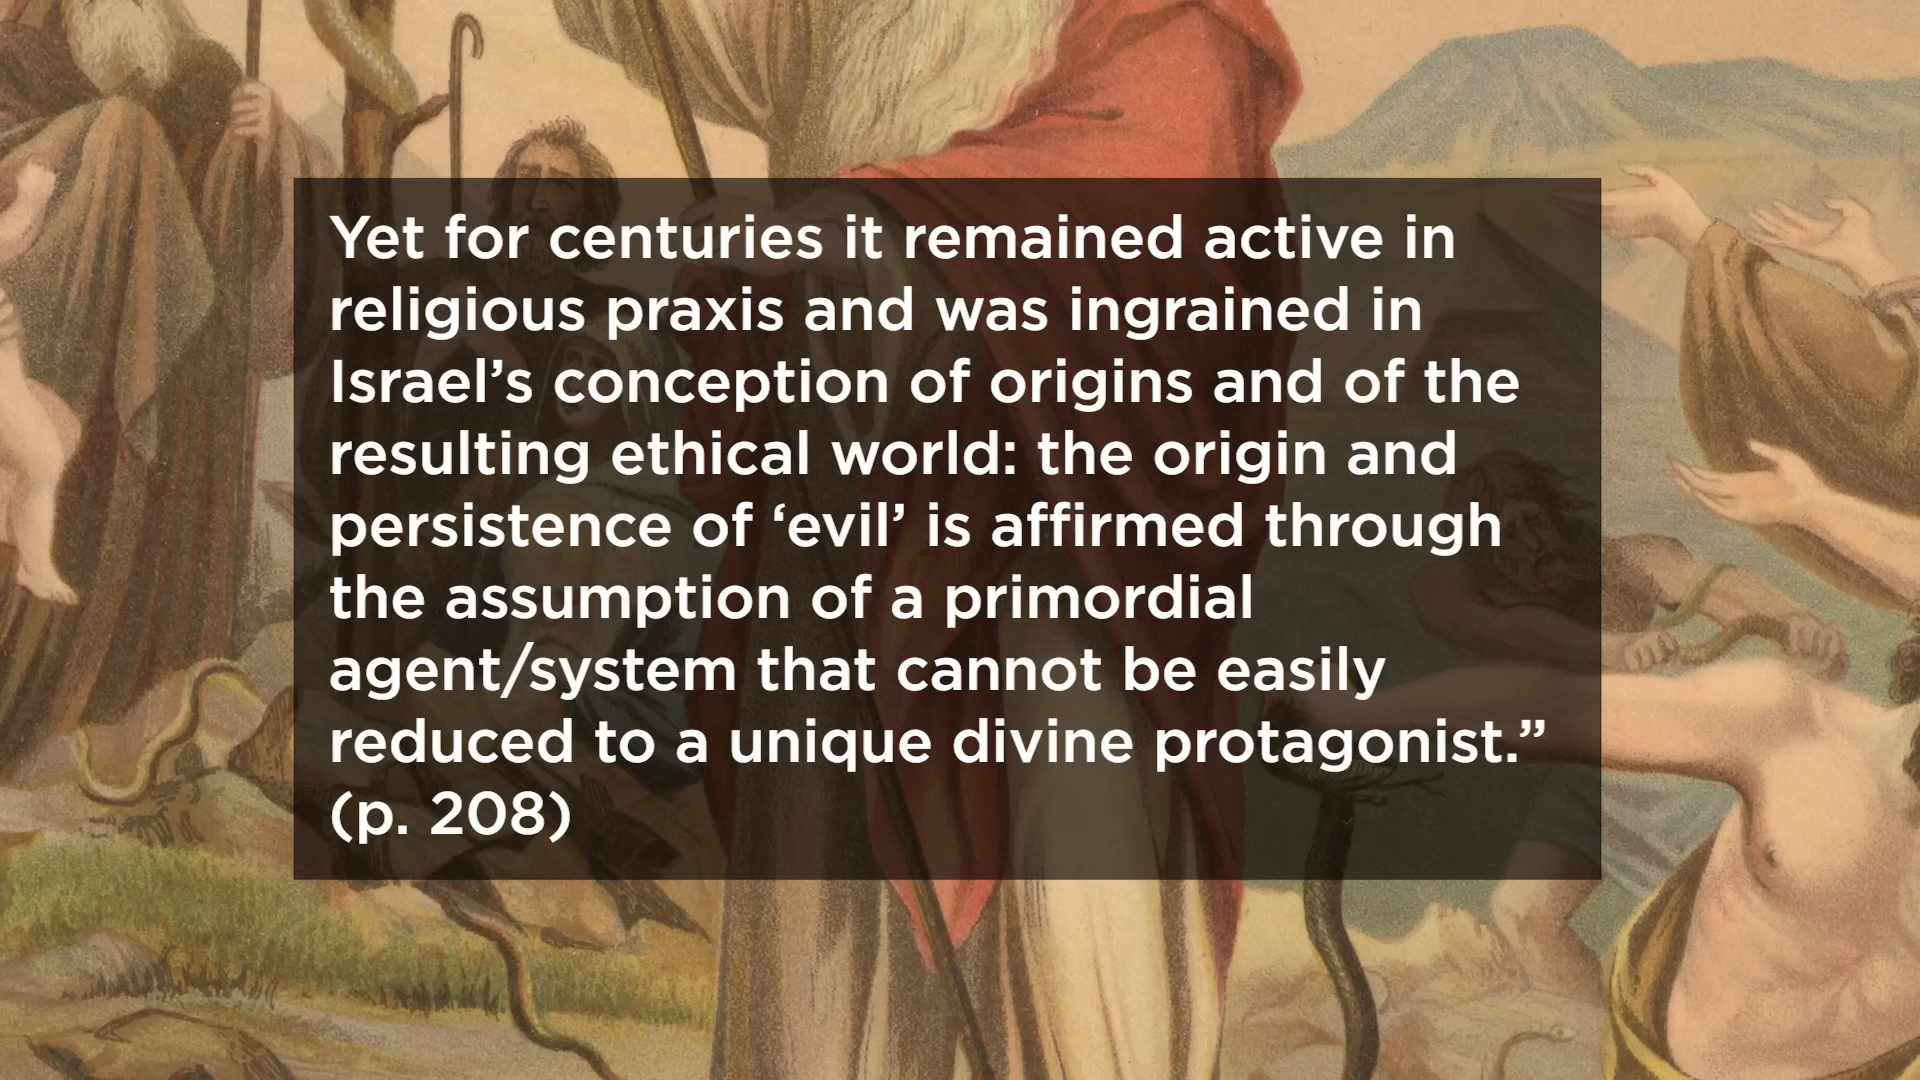 Yet for centuries it remained active in
religious praxis and was ingrained in
Israel’s conception of origins and of the
resulting ethical world: the origin and
persistence of ‘evil’ is affirmed through
the assumption of a primordial
agent/system that cannot be easily
reduced to a unique divine protagonist.”
(p. 208)